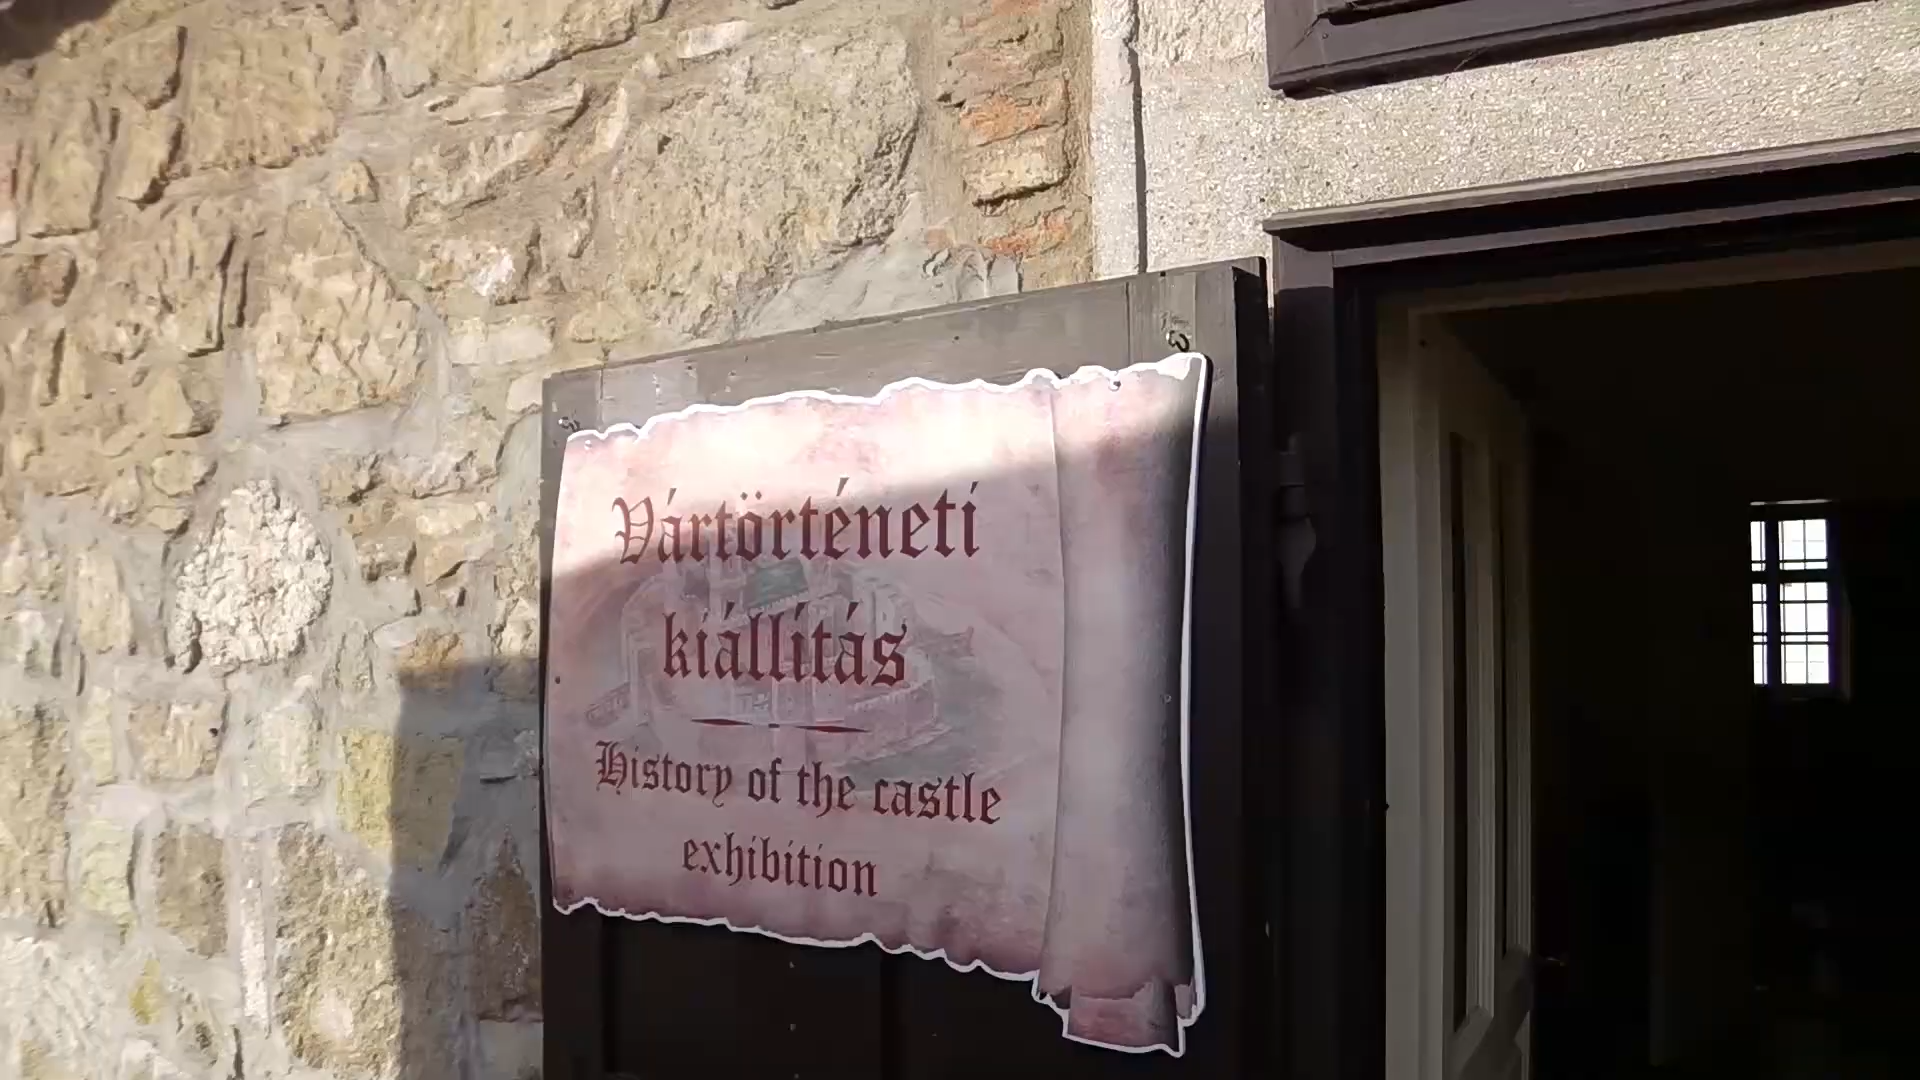 Vártörténeti
kiállítás
History of the castle
exhibition